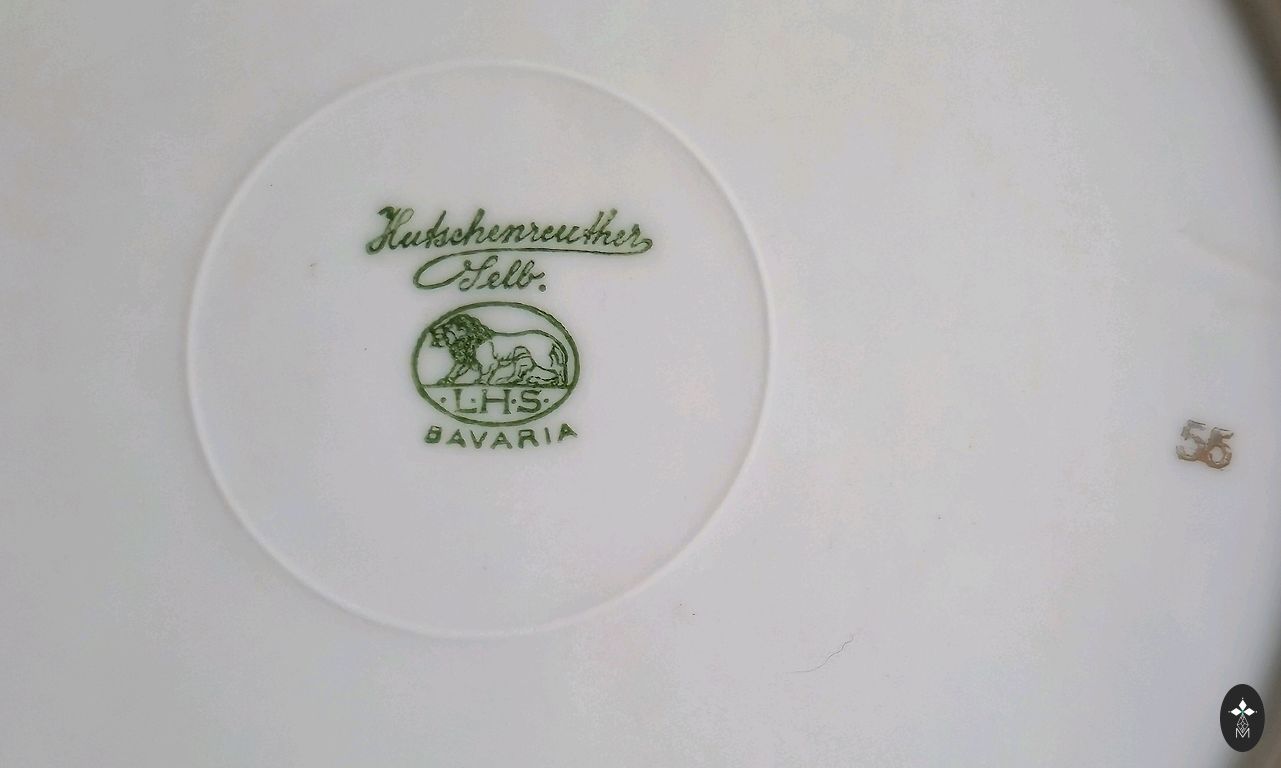 Hutschenreuther
Selb.
·L·H·S·
BAVARIA
56
M